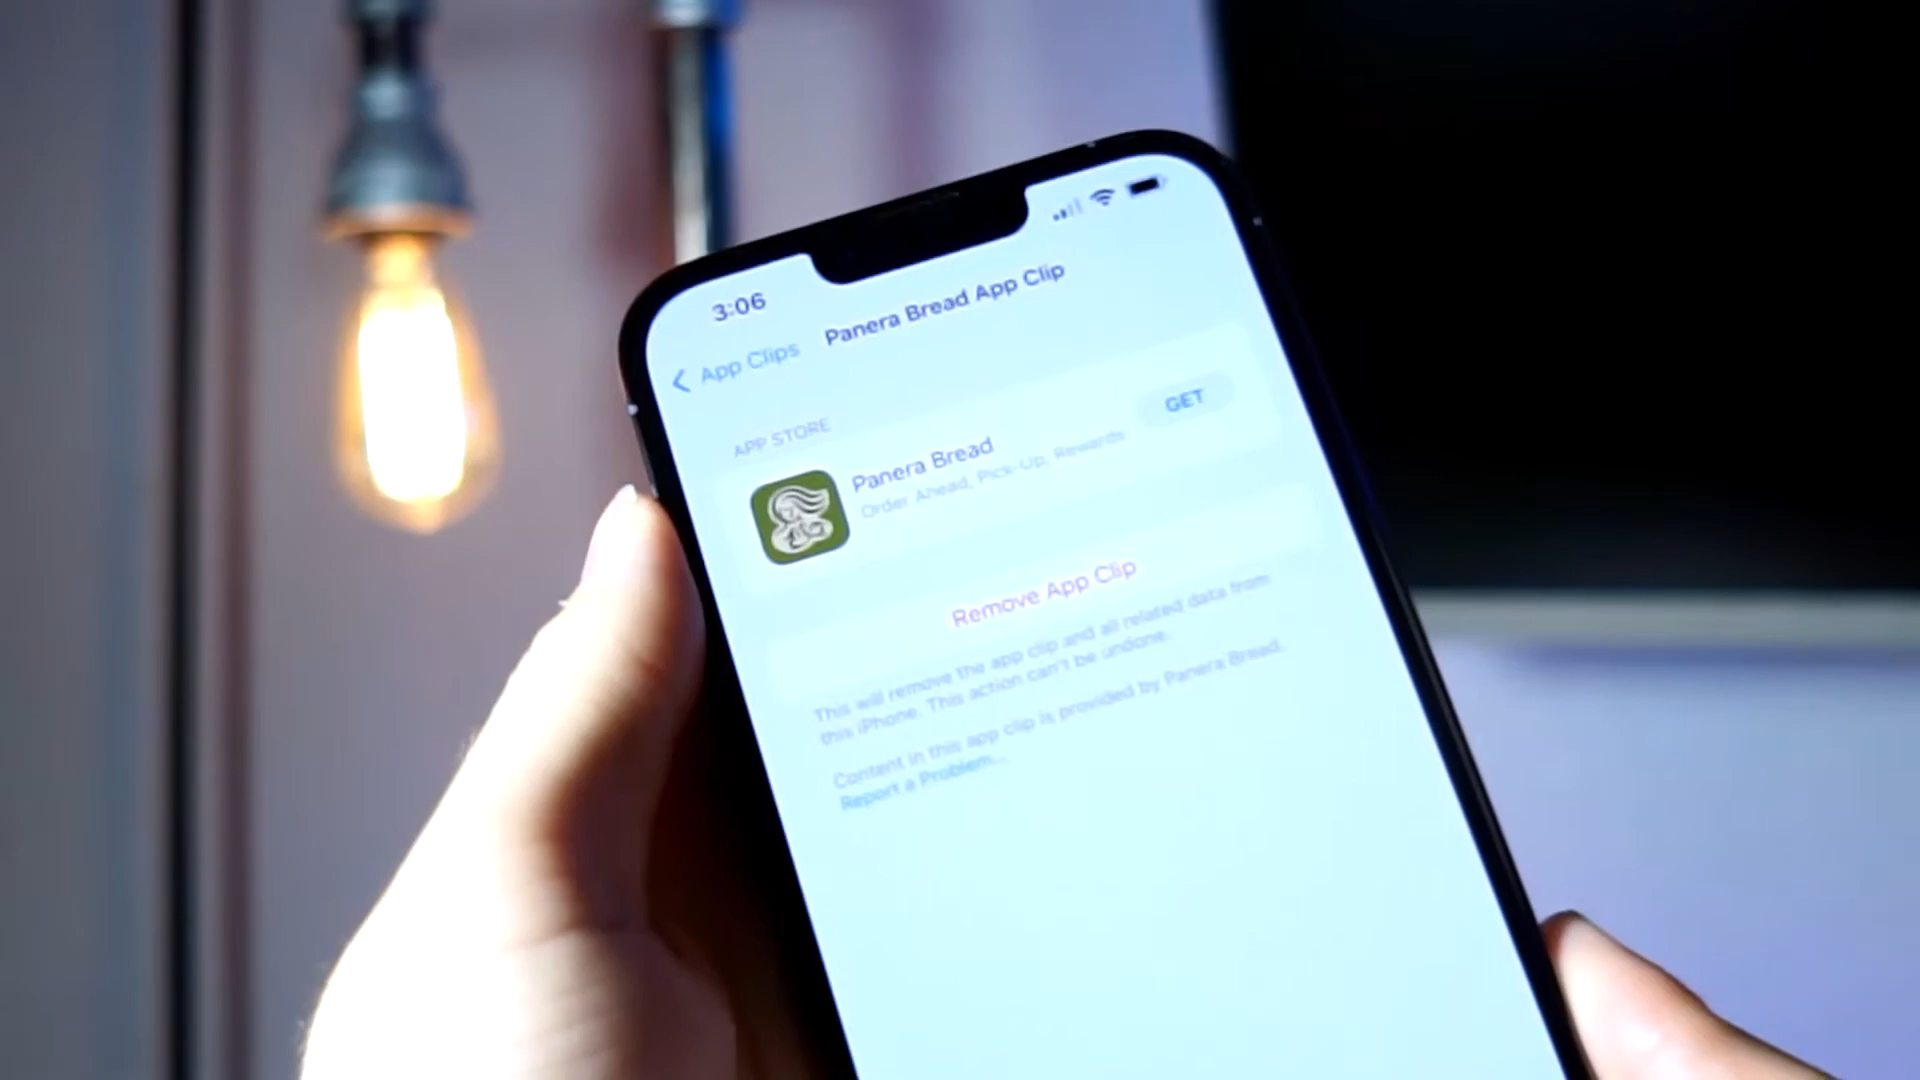 3:06
App Clips
Panera Bread App Clip
APP STORE
Panera Bread
Order Ahead, Pick-Up, Rewards
GET
Remove App Clip
This will remove the app clip and all related data from
this iPhone. This action can't be undone.
Content in this app clip is provided by Panera Bread.
Report a Problem...